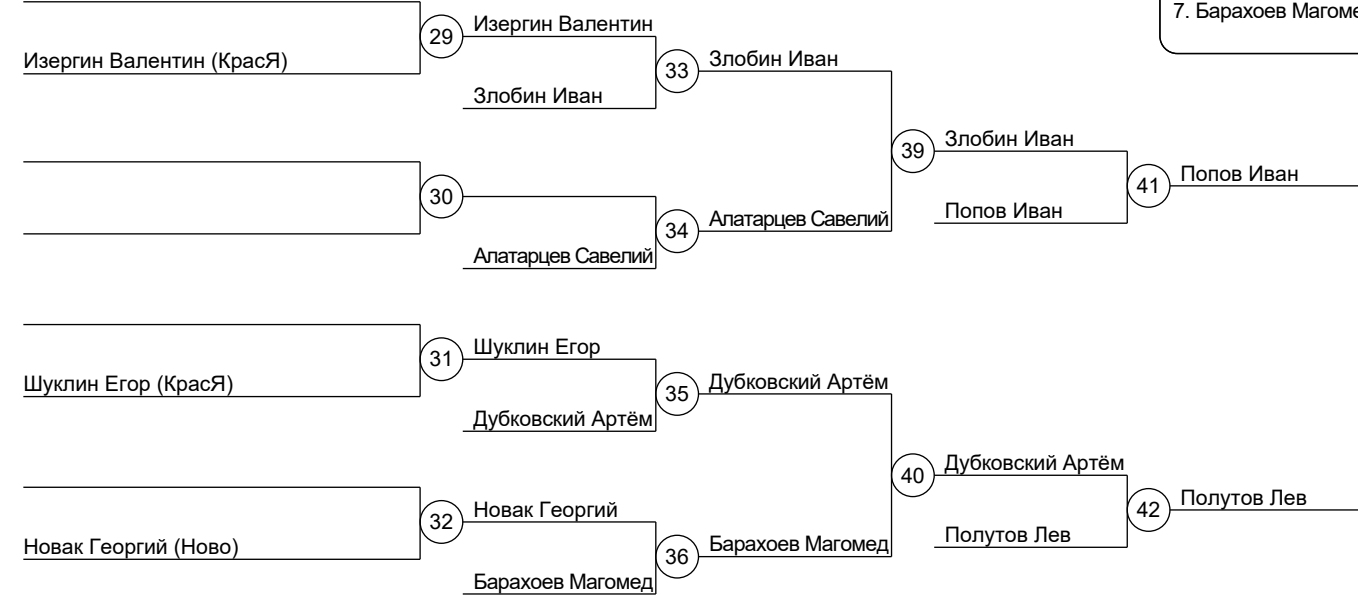 7. Барахоев Магоме
29
Изергин Валентин
Изергин Валентин (КрасЯ)
33
Злобин Иван
Злобин Иван
39
Злобин Иван
30
41
Попов Иван
34
Алатарцев Савелий
Попов Иван
Алатарцев Савелий
31
Шуклин Егор
Шуклин Егор (КрасЯ)
35
Дубковский Артём
Дубковский Артём
40
Дубковский Артём
32
Новак Георгий
42
Полутов Лев
Новак Георгий (Ново)
36
Барахоев Магомед
Полутов Лев
Барахоев Магомед